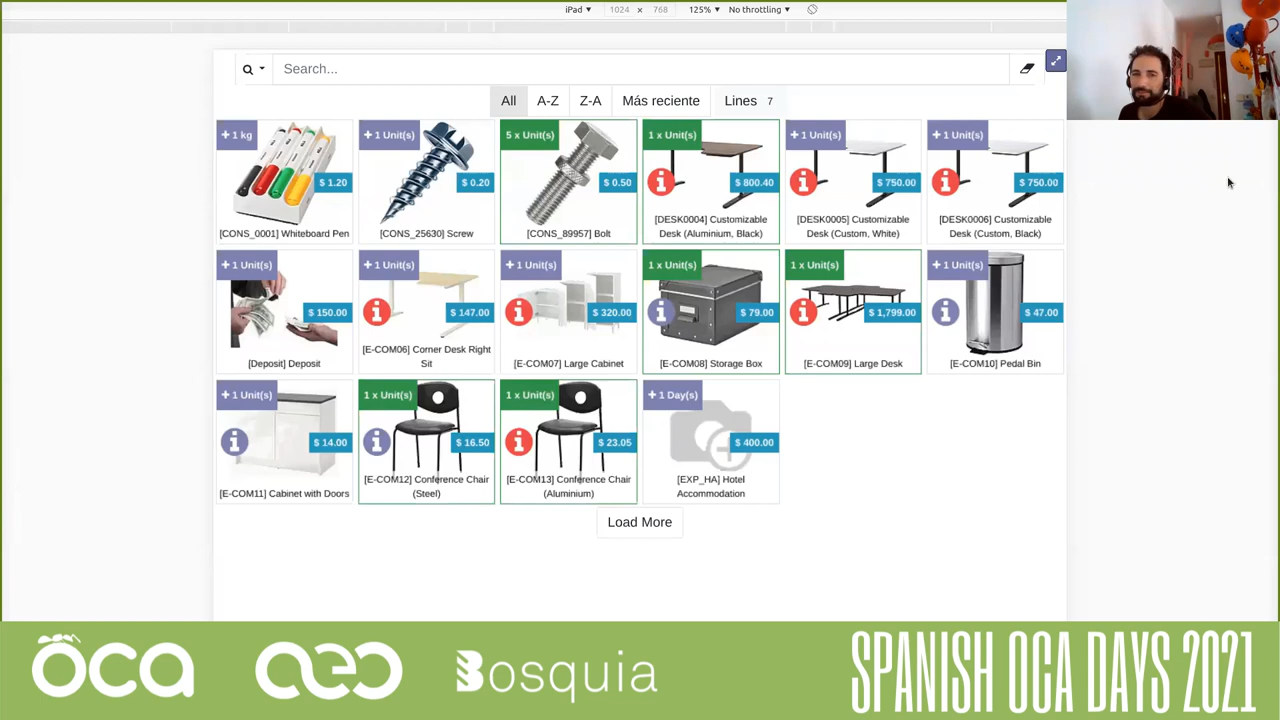 iPad ▾ 1024 × 768 125% ▾ No throttling ▾
Search...
All A-Z Z-A Más reciente Lines 7
+ 1 kg
$ 1.20
[CONS_0001] Whiteboard Pen
+ 1 Unit(s)
$ 0.20
[CONS_25630] Screw
5 x Unit(s)
$ 0.50
[CONS_89957] Bolt
1 x Unit(s)
$ 800.40
[DESK0004] Customizable
Desk (Aluminium, Black)
+ 1 Unit(s)
$ 750.00
[DESK0005] Customizable
Desk (Custom, White)
+ 1 Unit(s)
$ 750.00
[DESK0006] Customizable
Desk (Custom, Black)
+ 1 Unit(s)
$ 150.00
[Deposit] Deposit
+ 1 Unit(s)
$ 147.00
[E-COM06] Corner Desk Right
Sit
+ 1 Unit(s)
$ 320.00
[E-COM07] Large Cabinet
1 x Unit(s)
$ 79.00
[E-COM08] Storage Box
1 x Unit(s)
$ 1,799.00
[E-COM09] Large Desk
+ 1 Unit(s)
$ 47.00
[E-COM10] Pedal Bin
+ 1 Unit(s)
$ 14.00
[E-COM11] Cabinet with Doors
1 x Unit(s)
$ 16.50
[E-COM12] Conference Chair
(Steel)
1 x Unit(s)
$ 23.05
[E-COM13] Conference Chair
(Aluminium)
+ 1 Day(s)
$ 400.00
[EXP_HA] Hotel
Accommodation
Load More
oca aeo Bosquia SPANISH OCA DAYS 2021